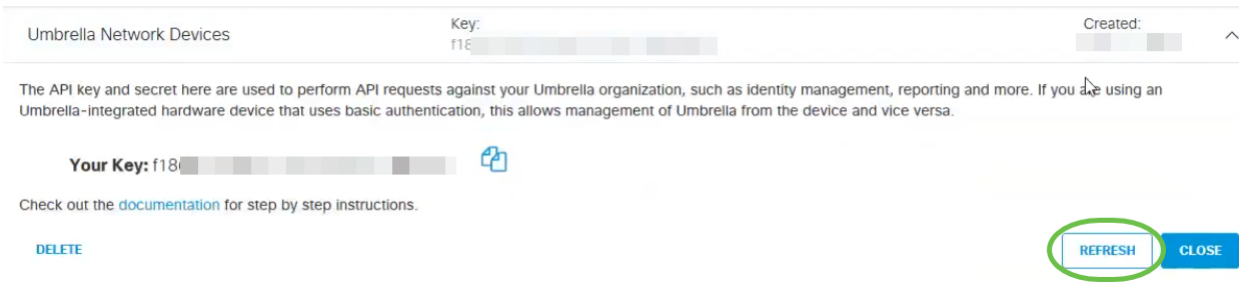 Umbrella Network Devices
Key:
f18
Created:
The API key and secret here are used to perform API requests against your Umbrella organization, such as identity management, reporting and more. If you are using an
Umbrella-integrated hardware device that uses basic authentication, this allows management of Umbrella from the device and vice versa.
Your Key: f18
Check out the documentation for step by step instructions.
DELETE
REFRESH
CLOSE